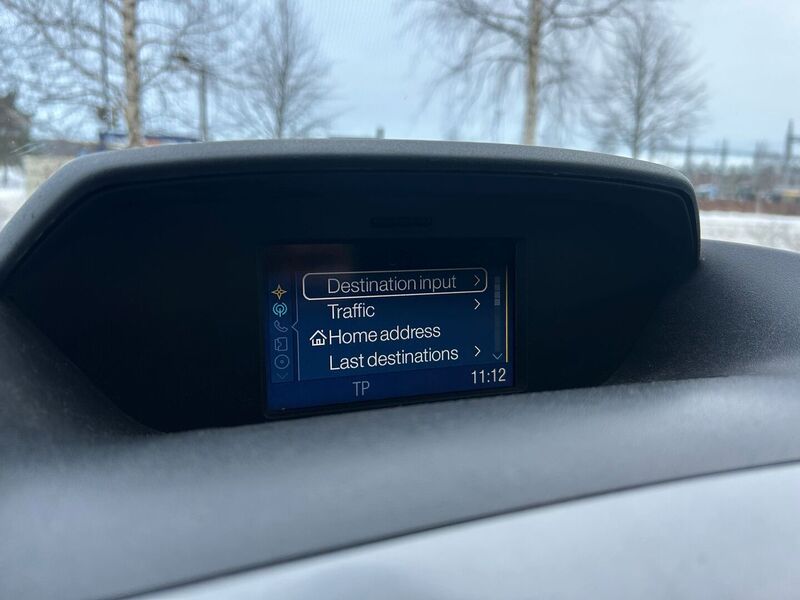 Destination input
Traffic
Home address
Last destinations
TP
11:12